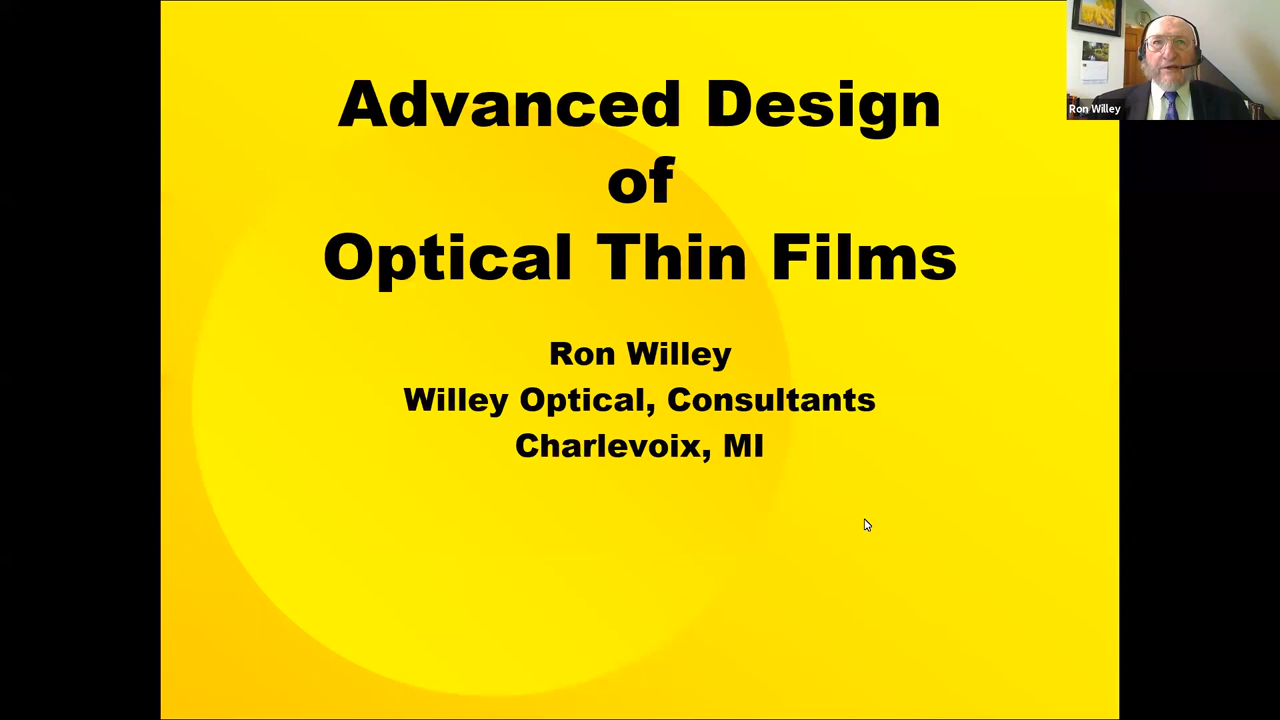 Advanced Design
of
Optical Thin Films
Ron Willey
Willey Optical, Consultants
Charlevoix, MI
Ron Willey